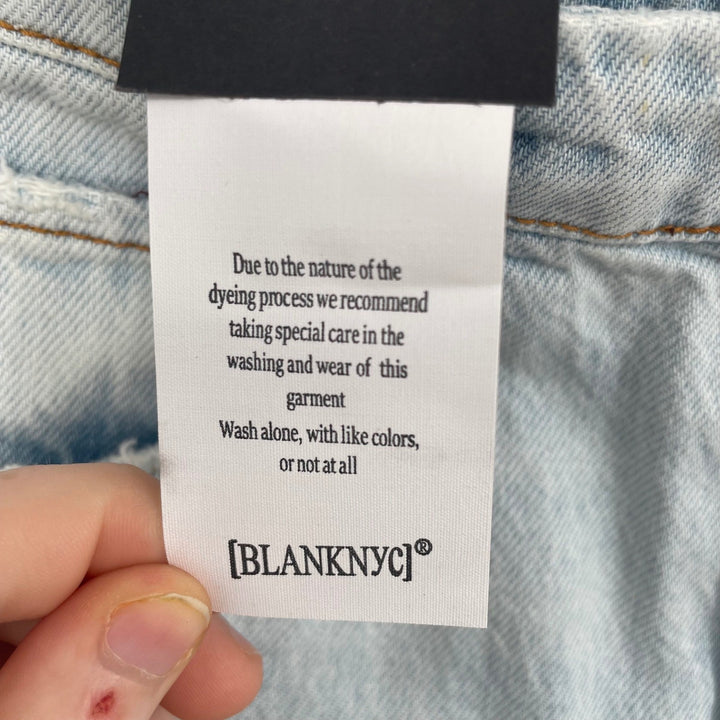 Due to the nature of the
dyeing process we recommend
taking special care in the
washing and wear of this
garment
Wash alone, with like colors,
or not at all
[BLANKNYC]®